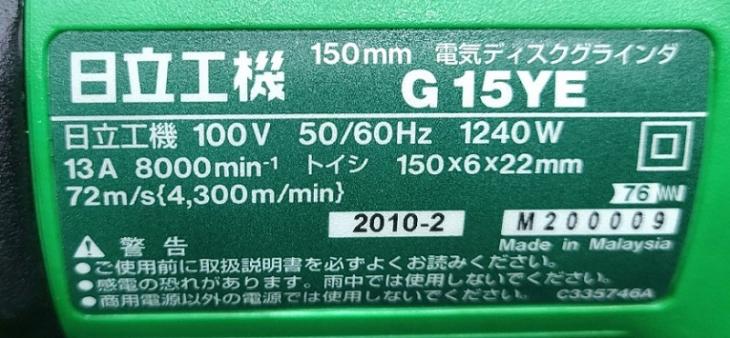 150mm 電気ディスクグラインダ
日立工機 G 15YE
日立工機 100V 50/60Hz 1240W
13A 8000min⁻¹ トイシ 150×6×22mm
72m/s{4,300m/min}
76
2010-2 M200009
Made in Malaysia
警告
●ご使用前に取扱説明書を必ずよくお読みください。
●感電の恐れがあります。雨中では使用しないでください。
●商用電源以外の電源では使用しないでください。 C335746A